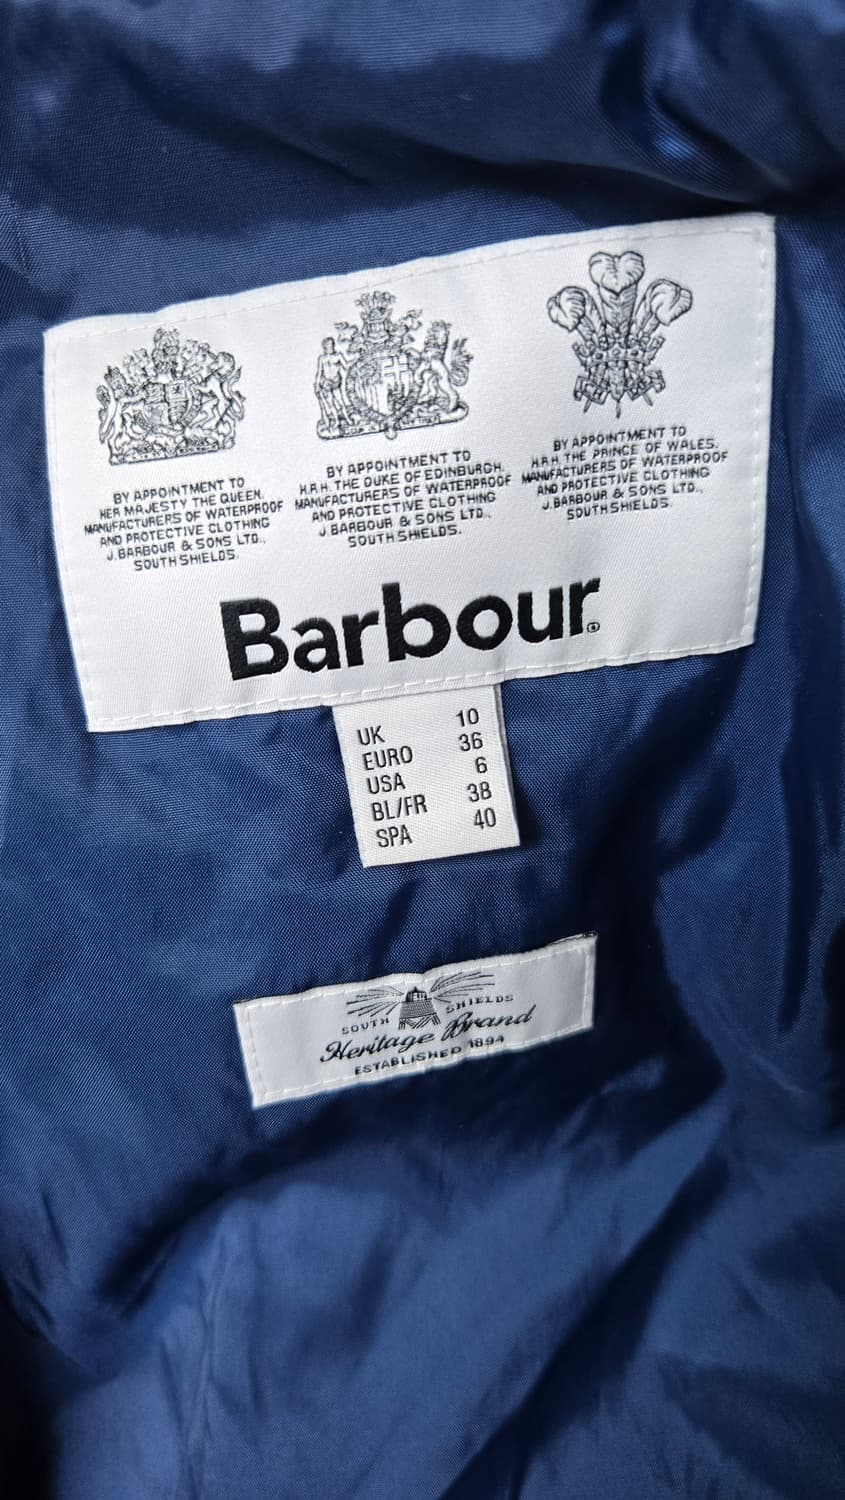 BY APPOINTMENT TO
HER MAJESTY THE QUEEN.
MANUFACTURERS OF WATERPROOF
AND PROTECTIVE CLOTHING
J. BARBOUR & SONS LTD.,
SOUTH SHIELDS.
BY APPOINTMENT TO
H.R.H. THE DUKE OF EDINBURGH.
MANUFACTURERS OF WATERPROOF
AND PROTECTIVE CLOTHING
J. BARBOUR & SONS LTD.,
SOUTH SHIELDS.
BY APPOINTMENT TO
H.R.H. THE PRINCE OF WALES.
MANUFACTURERS OF WATERPROOF
AND PROTECTIVE CLOTHING
J. BARBOUR & SONS LTD.,
SOUTH SHIELDS.
Barbour®
UK 10
EURO 36
USA 6
BL/FR 38
SPA 40
SOUTH SHIELDS
Heritage Brand
ESTABLISHED 1894